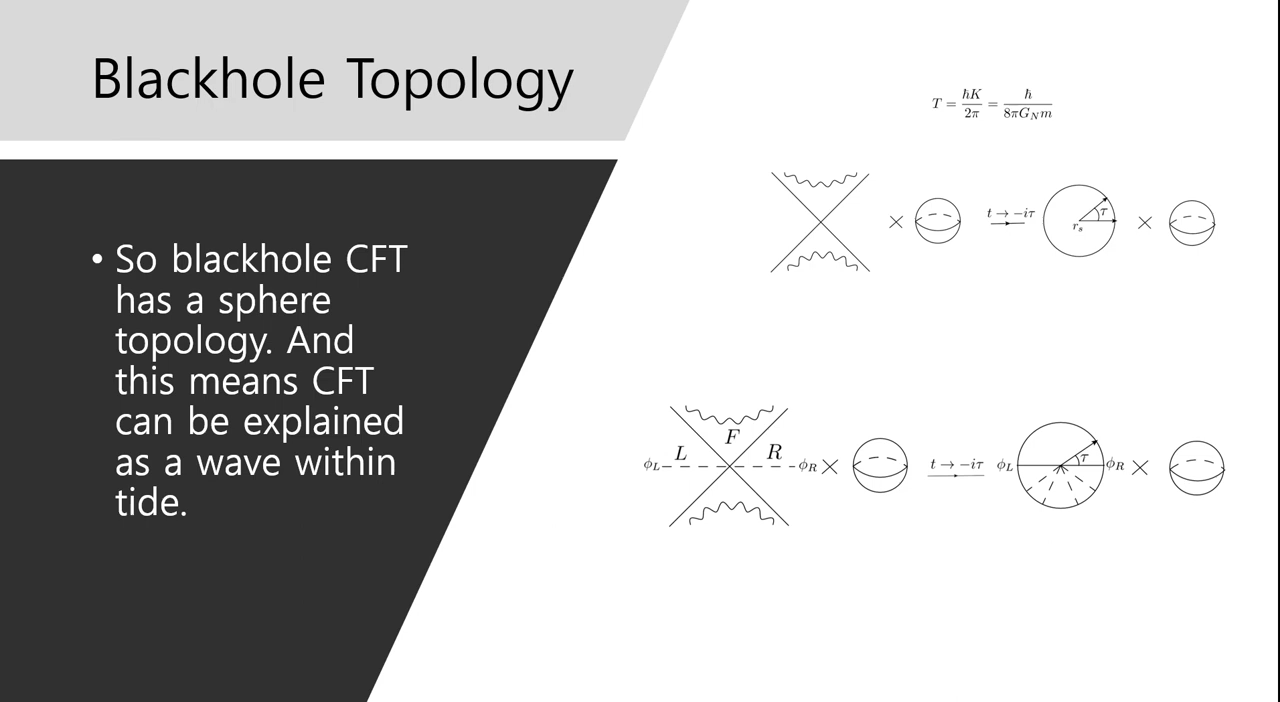 Blackhole Topology
• So blackhole CFT
has a sphere
topology. And
this means CFT
can be explained
as a wave within
tide.
T = ħK/2π = ħ/8πG_N m
× t → −iτ r_s τ ×
F
L R
ϕ_L ϕ_R × t → −iτ ϕ_L τ ϕ_R ×